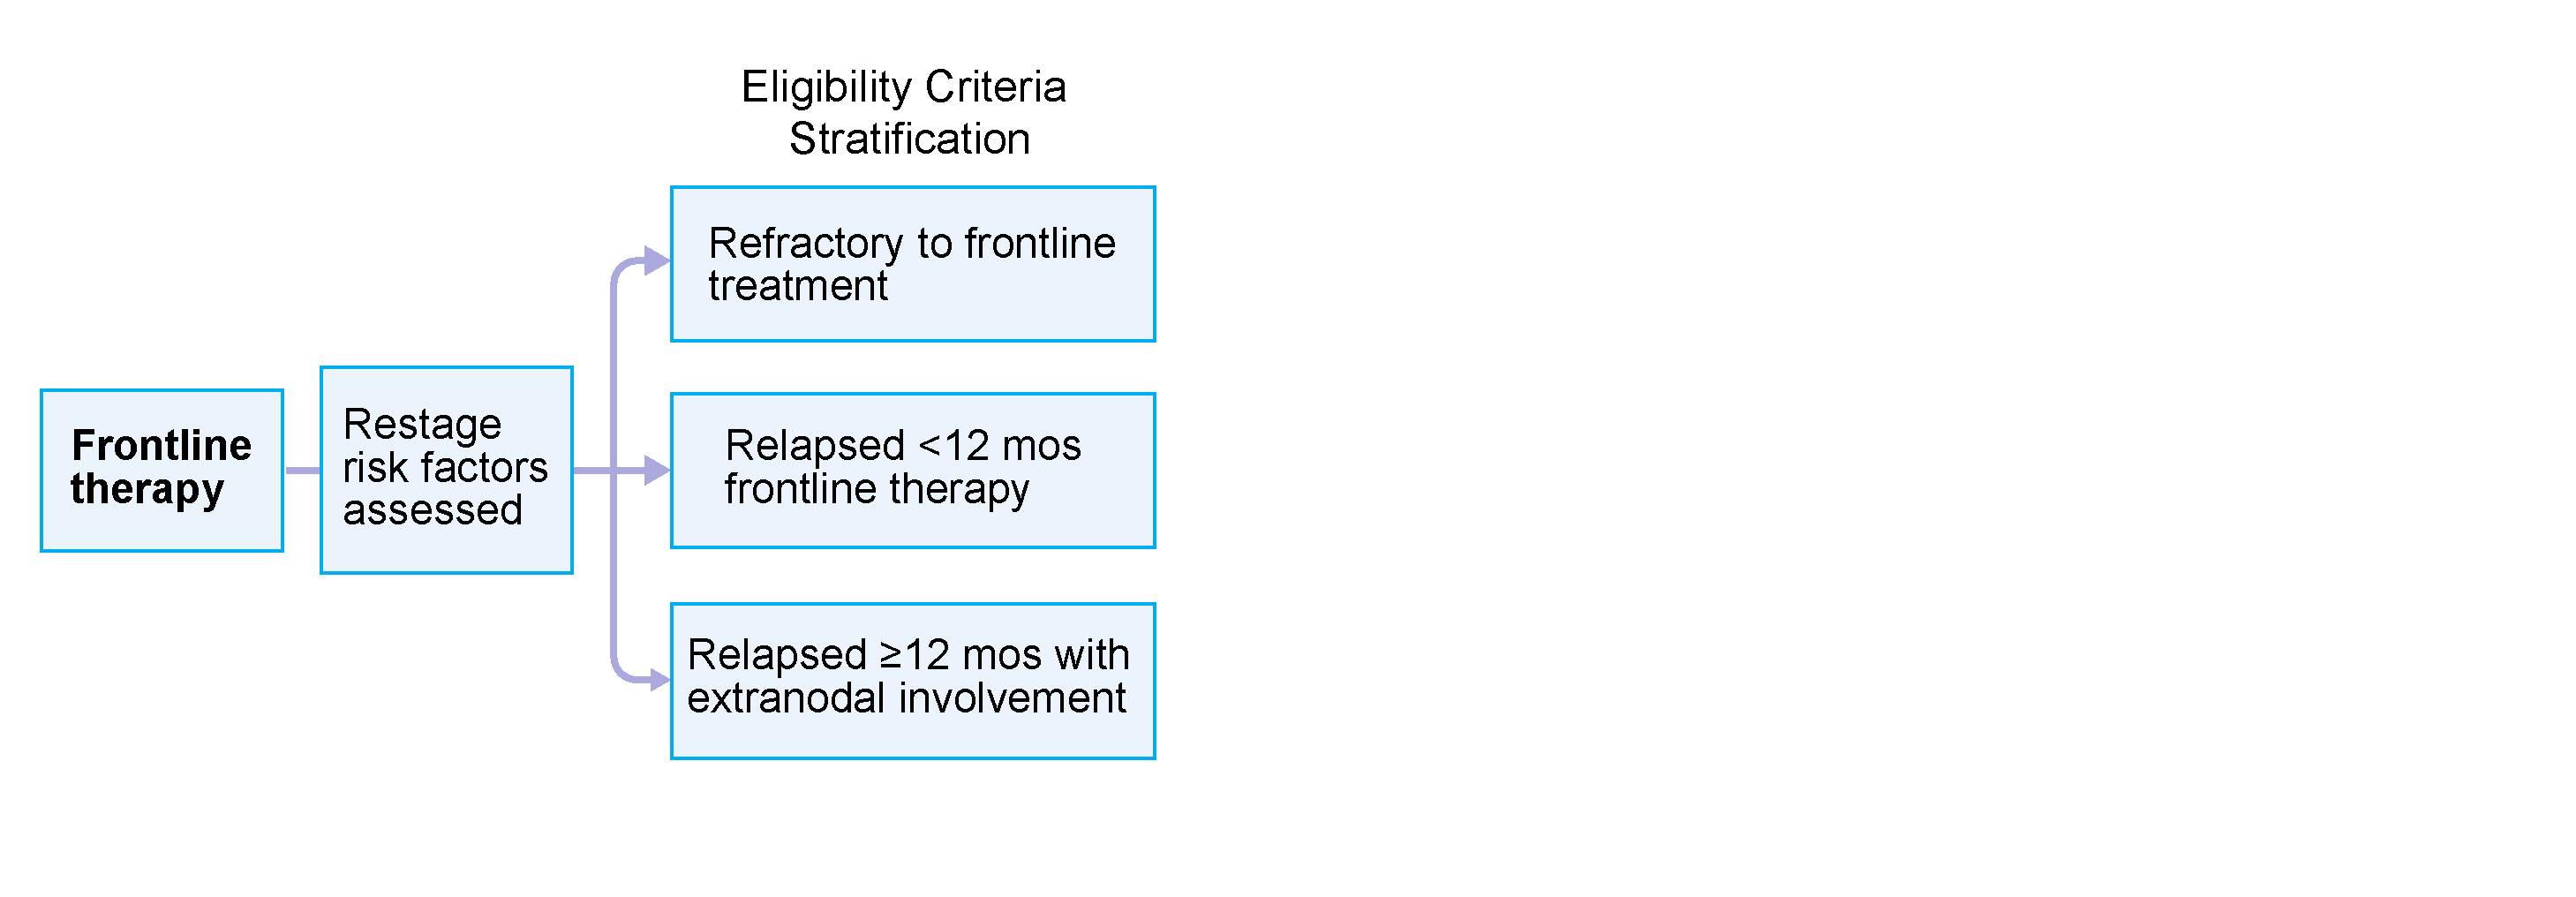 Eligibility Criteria
Stratification
Refractory to frontline
treatment
Frontline
therapy
Restage
risk factors
assessed
Relapsed <12 mos
frontline therapy
Relapsed ≥12 mos with
extranodal involvement